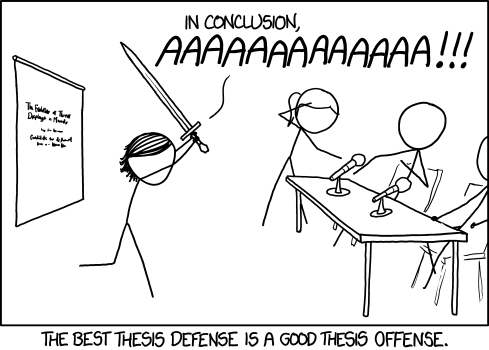 IN CONCLUSION,
AAAAAAAAAAAAA!!!
THE BEST THESIS DEFENSE IS A GOOD THESIS OFFENSE.